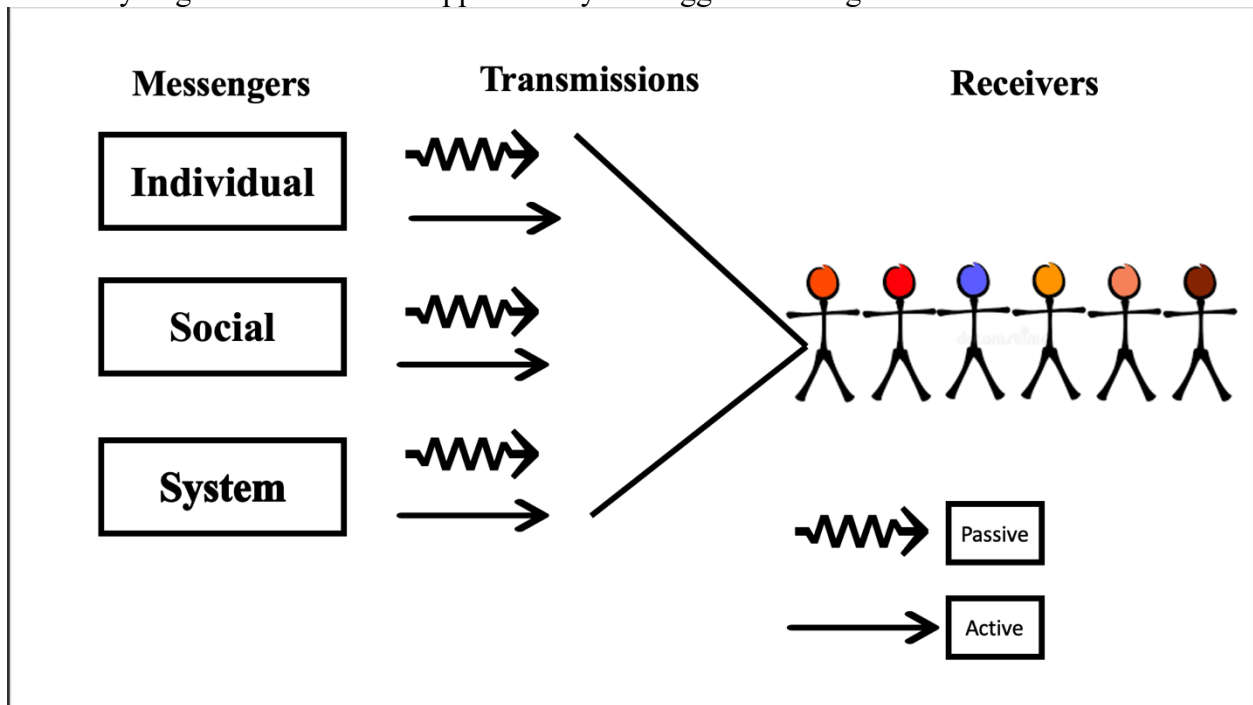 Messengers
Transmissions
Receivers
Individual
Social
System
Passive
Active